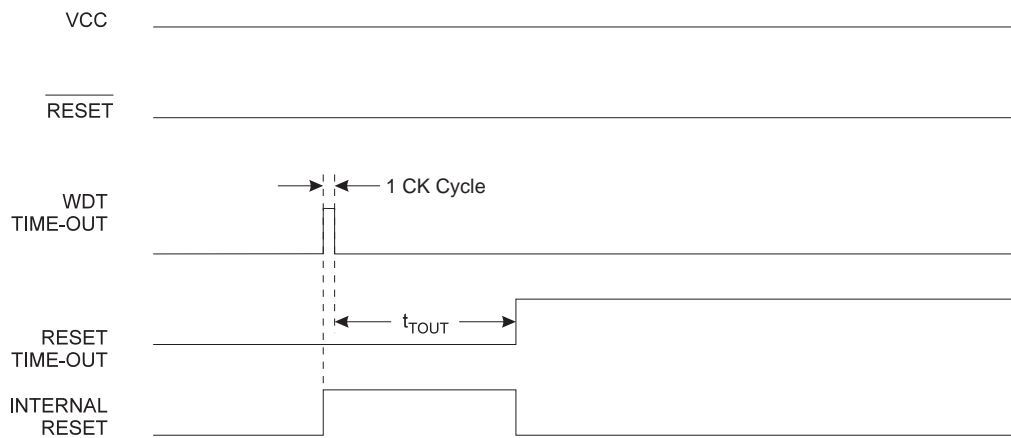 VCC
RESET
1 CK Cycle
WDT
TIME-OUT
tTOUT
RESET
TIME-OUT
INTERNAL
RESET